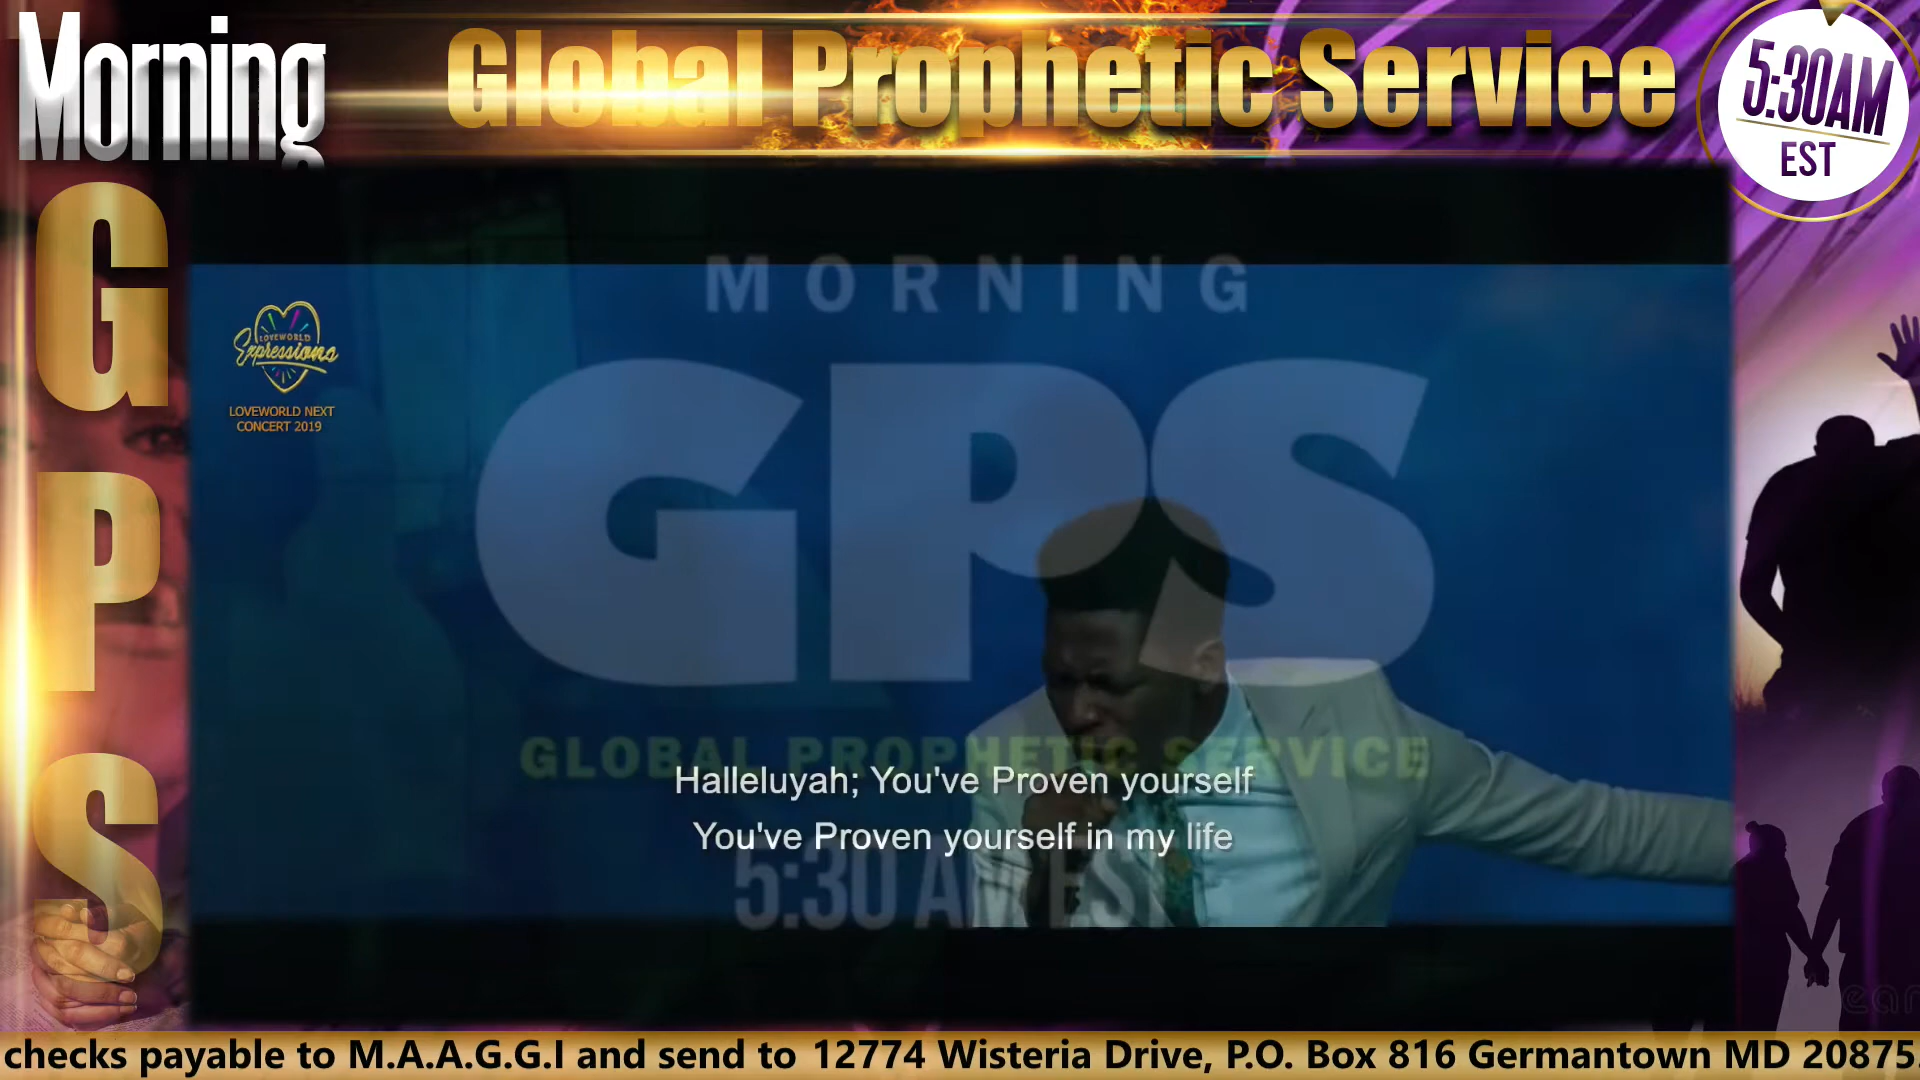 Morning
Global Prophetic Service
5:30AM
EST
G
P
S
MORNING
GPS
GLOBAL PROPHETIC SERVICE
5:30 AM EST
LOVEWORLD
Expressions
LOVEWORLD NEXT
CONCERT 2019
Halleluyah; You've Proven yourself
You've Proven yourself in my life
checks payable to M.A.A.G.G.I and send to 12774 Wisteria Drive, P.O. Box 816 Germantown MD 20875.